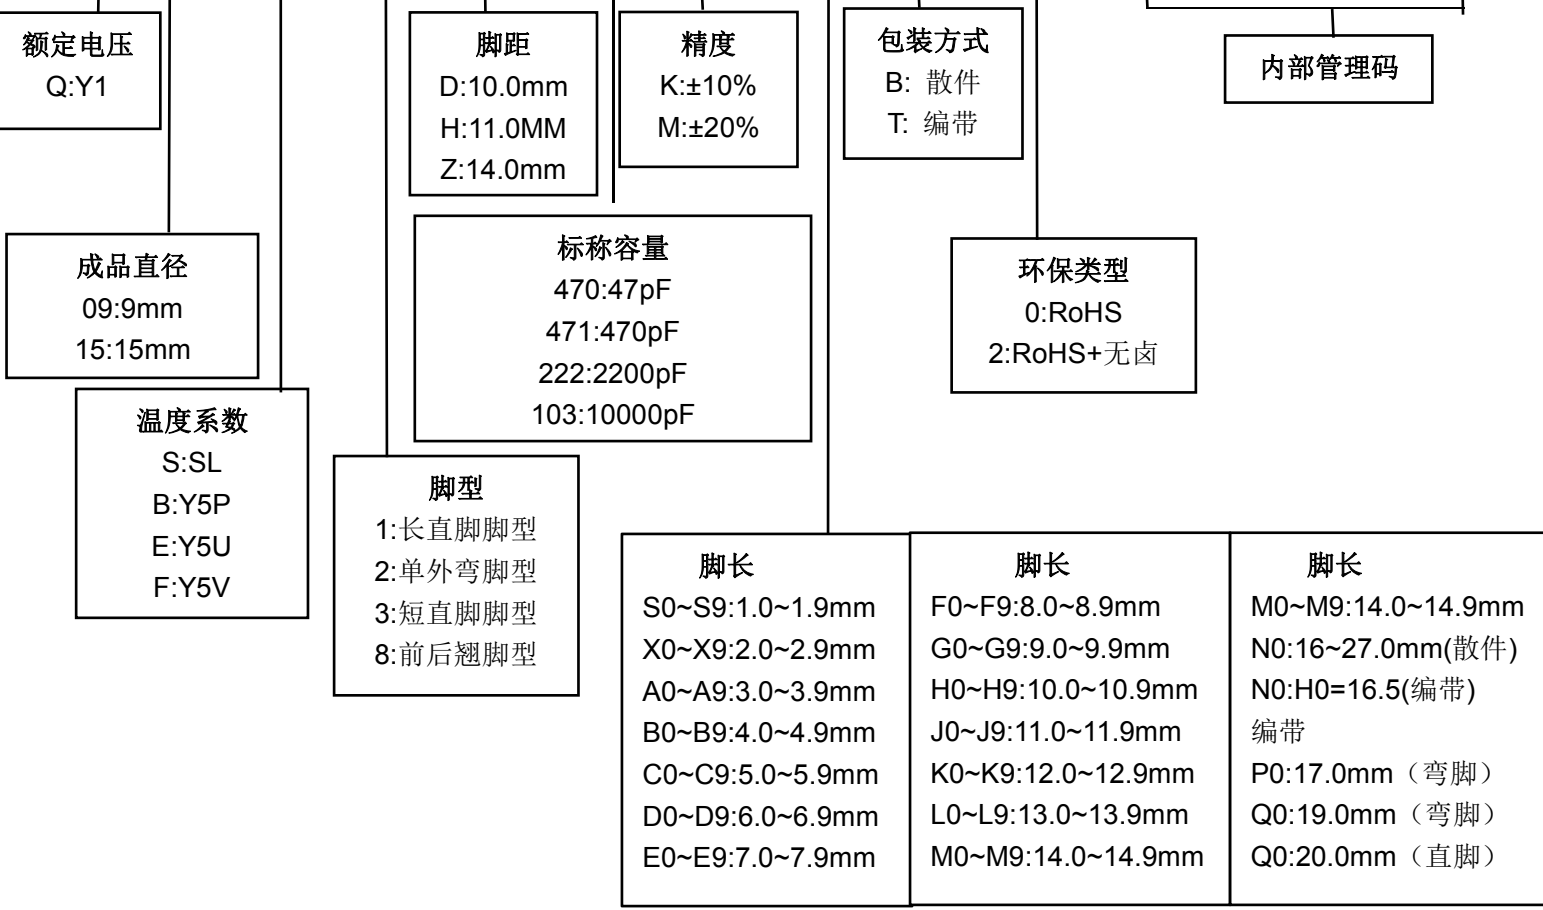 额定电压
Q:Y1
脚距
D:10.0mm
H:11.0MM
Z:14.0mm
精度
K:±10%
M:±20%
包装方式
B: 散件
T: 编带
内部管理码
成品直径
09:9mm
15:15mm
标称容量
470:47pF
471:470pF
222:2200pF
103:10000pF
环保类型
0:RoHS
2:RoHS+无卤
温度系数
S:SL
B:Y5P
E:Y5U
F:Y5V
脚型
1:长直脚脚型
2:单外弯脚型
3:短直脚脚型
8:前后翘脚型
脚长
S0~S9:1.0~1.9mm
X0~X9:2.0~2.9mm
A0~A9:3.0~3.9mm
B0~B9:4.0~4.9mm
C0~C9:5.0~5.9mm
D0~D9:6.0~6.9mm
E0~E9:7.0~7.9mm
脚长
F0~F9:8.0~8.9mm
G0~G9:9.0~9.9mm
H0~H9:10.0~10.9mm
J0~J9:11.0~11.9mm
K0~K9:12.0~12.9mm
L0~L9:13.0~13.9mm
M0~M9:14.0~14.9mm
脚长
M0~M9:14.0~14.9mm
N0:16~27.0mm(散件)
N0:H0=16.5(编带)
编带
P0:17.0mm（弯脚）
Q0:19.0mm（弯脚）
Q0:20.0mm（直脚）